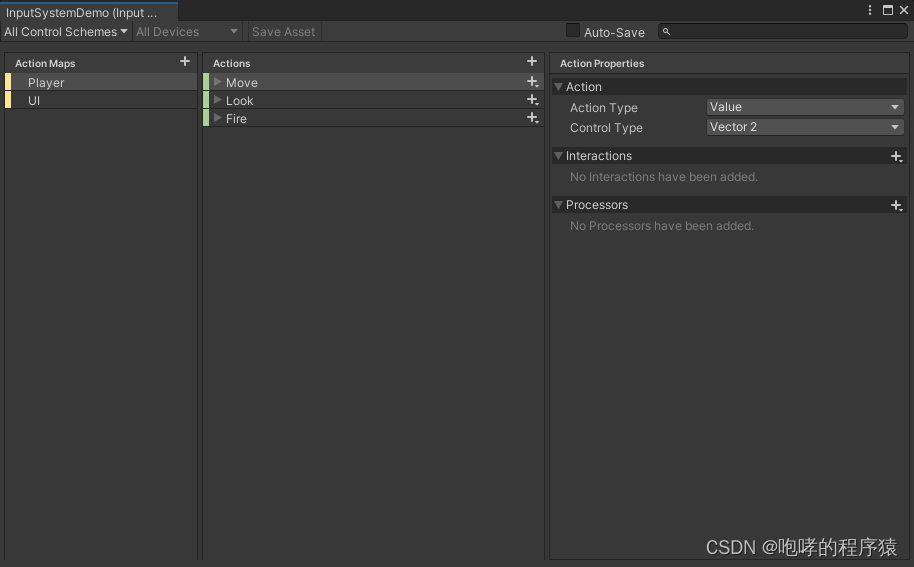 InputSystemDemo (Input ...
All Control Schemes All Devices Save Asset Auto-Save
Action Maps
Player
UI
Actions
Move
Look
Fire
Action Properties
Action
Action Type Value
Control Type Vector 2
Interactions
No Interactions have been added.
Processors
No Processors have been added.
CSDN @咆哮的程序猿